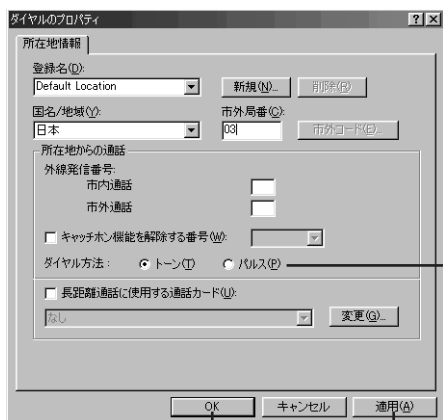 ダイヤルのプロパティ ? ×
所在地情報
登録名(D):
Default Location 新規(N)... 削除(R)
国名/地域(Y): 市外局番(C):
日本 03 市外コード(E)...
所在地からの通話
外線発信番号:
市内通話
市外通話
キャッチホン機能を解除する番号(W):
ダイヤル方法: トーン(T) パルス(P)
長距離通話に使用する通話カード(U):
なし 変更(G)...
OK キャンセル 適用(A)